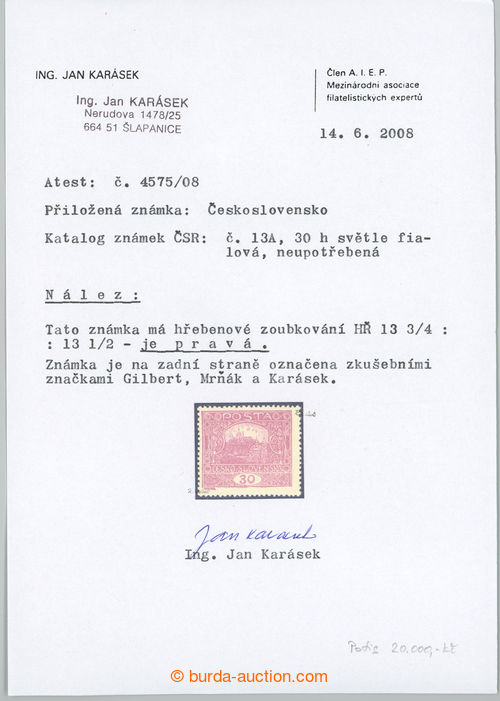 ING. JAN KARÁSEK
Ing. Jan KARÁSEK
Nerudova 1478/25
664 51 ŠLAPANICE
Člen A. I. E. P.
Mezinárodní asociace
filatelistických expertů
14. 6. 2008
Atest: č. 4575/08
Přiložená známka: Československo
Katalog známek ČSR: č. 13A, 30 h světle fia-
lová, neupotřebená
Nález:
Tato známka má hřebenové zoubkování HŘ 13 3/4 :
: 13 1/2 - je pravá.
Známka je na zadní straně označena zkušebními
značkami Gilbert, Mrňák a Karásek.
POŠTA
ČESKO-SLOVENSKÁ
30
Jan Karásek
Ing. Jan Karásek
20.000,- Kč
© burda-auction.com